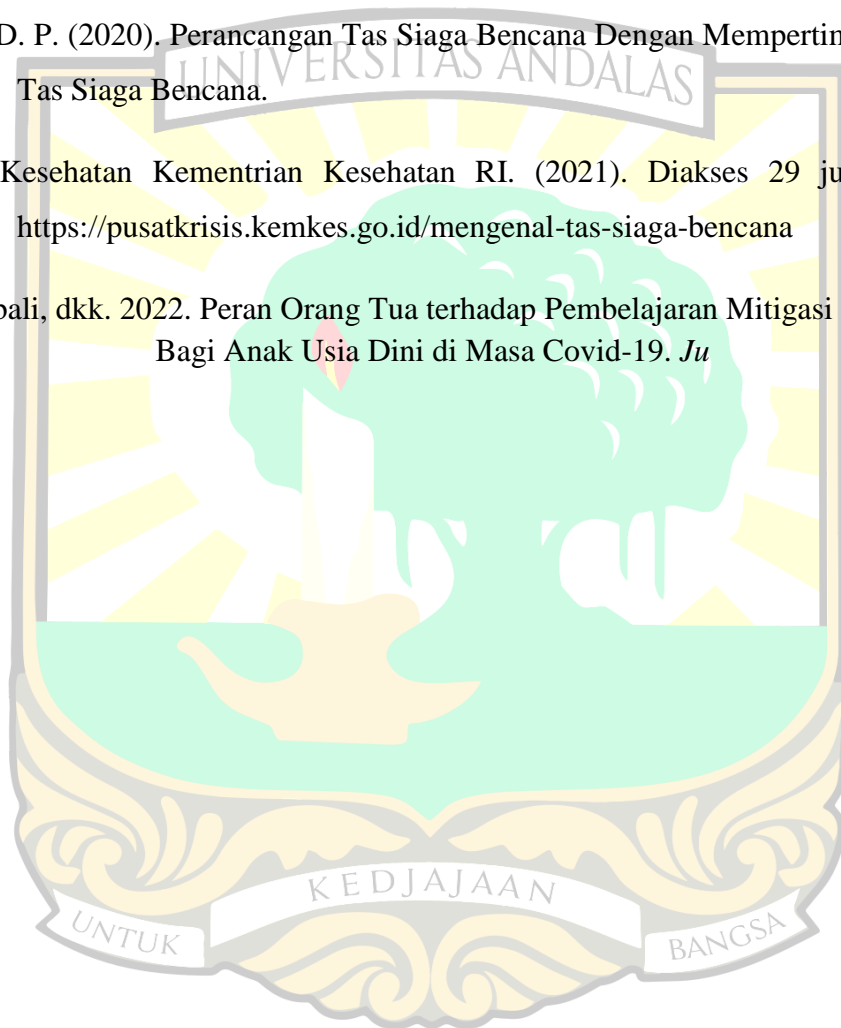 D. P. (2020). Perancangan Tas Siaga Bencana Dengan Mempertin
Tas Siaga Bencana.
UNIVERSITAS ANDALAS
Kesehatan Kementrian Kesehatan RI. (2021). Diakses 29 ju
https://pusatkrisis.kemkes.go.id/mengenal-tas-siaga-bencana
pali, dkk. 2022. Peran Orang Tua terhadap Pembelajaran Mitigasi
Bagi Anak Usia Dini di Masa Covid-19. Ju
UNTUK KEDJAJAAN BANGSA